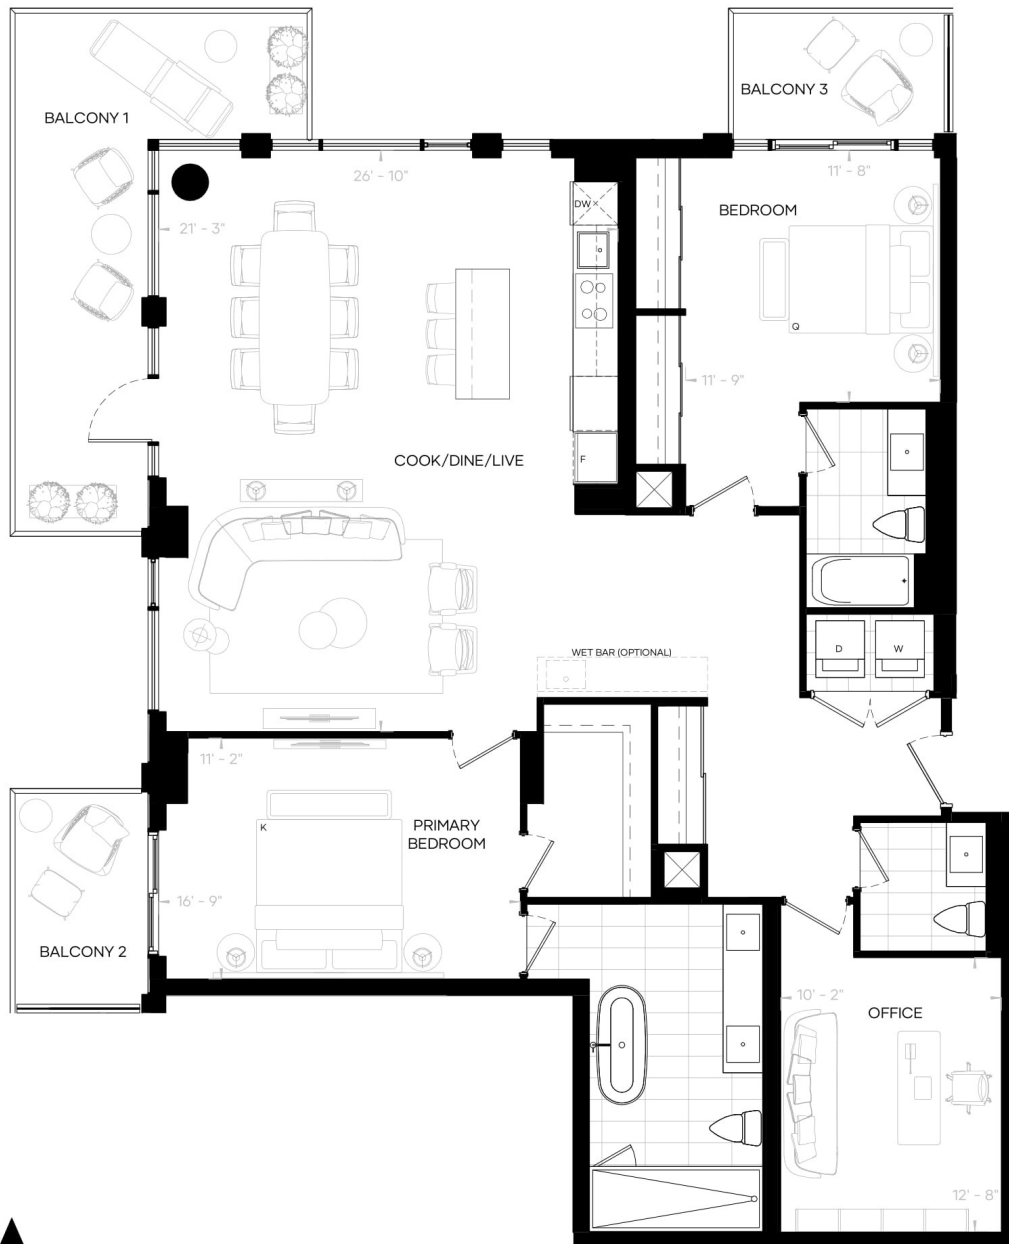 BALCONY 1
BALCONY 3
26' - 10"
11' - 8"
21' - 3"
DW
BEDROOM
Q
11' - 9"
COOK/DINE/LIVE
F
WET BAR (OPTIONAL)
D
W
11' - 2"
K
PRIMARY
BEDROOM
16' - 9"
BALCONY 2
10' - 2"
OFFICE
12' - 8"